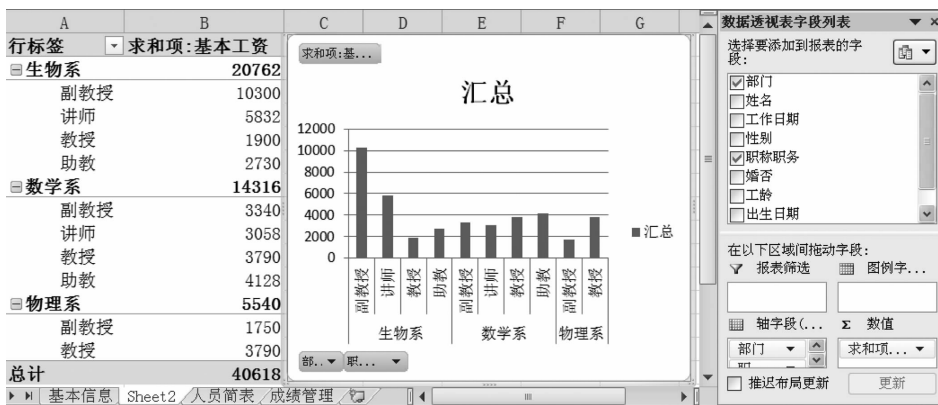 A B C D E F G
行标签 求和项:基本工资
生物系 20762
副教授 10300
讲师 5832
教授 1900
助教 2730
数学系 14316
副教授 3340
讲师 3058
教授 3790
助教 4128
物理系 5540
副教授 1750
教授 3790
总计 40618
基本信息 Sheet2 人员简表 成绩管理
求和项:基...
汇总
12000
10000
8000
6000
4000
2000
0
副教授 讲师 教授 助教 副教授 讲师 教授 助教 副教授 教授
生物系 数学系 物理系
汇总
部.. 职...
数据透视表字段列表
选择要添加到报表的字
段:
部门
姓名
工作日期
性别
职称职务
婚否
工龄
出生日期
在以下区域间拖动字段:
报表筛选 图例字...
轴字段(... Σ 数值
部门 求和项...
推迟布局更新 更新